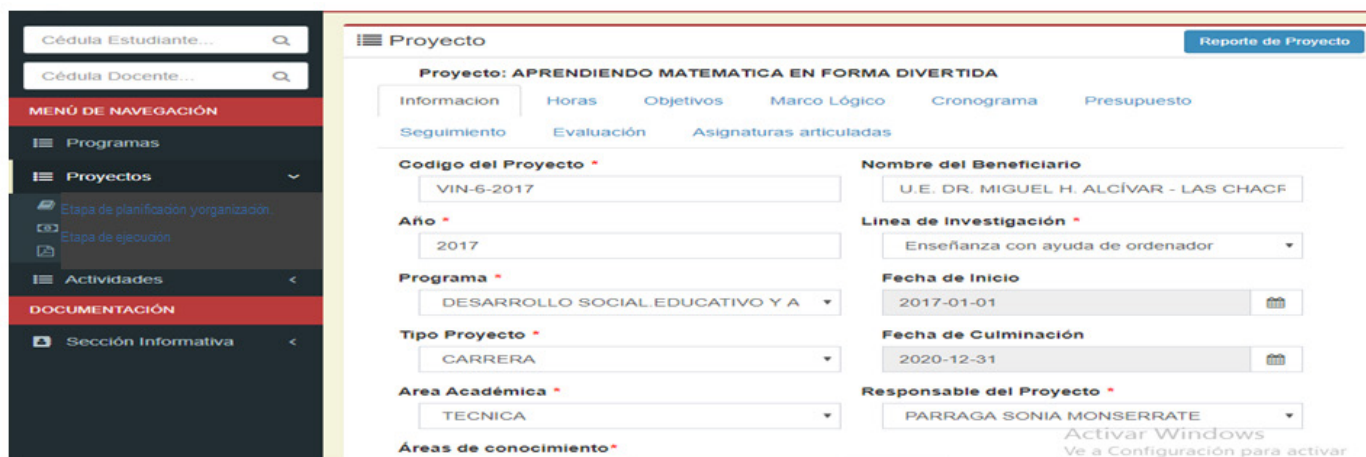 Cédula Estudiante...
Cédula Docente...
MENÚ DE NAVEGACIÓN
Programas
Proyectos
Etapa de planificación yorganización.
Etapa de ejecución
Actividades
DOCUMENTACIÓN
Sección Informativa
Proyecto
Reporte de Proyecto
Proyecto: APRENDIENDO MATEMATICA EN FORMA DIVERTIDA
Informacion Horas Objetivos Marco Lógico Cronograma Presupuesto
Seguimiento Evaluación Asignaturas articuladas
Codigo del Proyecto * Nombre del Beneficiario
VIN-6-2017 U.E. DR. MIGUEL H. ALCÍVAR - LAS CHACR
Año * Linea de Investigación *
2017 Enseñanza con ayuda de ordenador
Programa * Fecha de Inicio
DESARROLLO SOCIAL.EDUCATIVO Y A 2017-01-01
Tipo Proyecto * Fecha de Culminación
CARRERA 2020-12-31
Area Académica * Responsable del Proyecto *
TECNICA PARRAGA SONIA MONSERRATE
Áreas de conocimiento*
Activar Windows
Ve a Configuración para activar